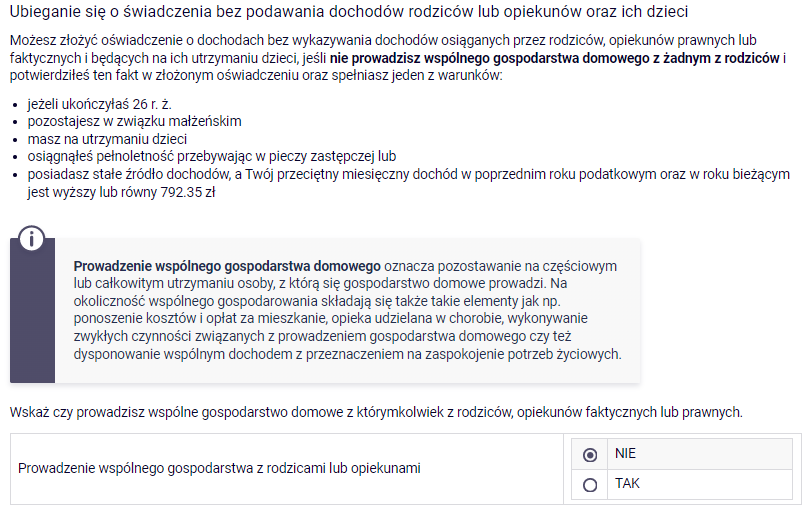 Ubieganie się o świadczenia bez podawania dochodów rodziców lub opiekunów oraz ich dzieci
Możesz złożyć oświadczenie o dochodach bez wykazywania dochodów osiąganych przez rodziców, opiekunów prawnych lub
faktycznych i będących na ich utrzymaniu dzieci, jeśli nie prowadzisz wspólnego gospodarstwa domowego z żadnym z rodziców i
potwierdziłeś ten fakt w złożonym oświadczeniu oraz spełniasz jeden z warunków:
• jeżeli ukończyłaś 26 r. ż.
• pozostajesz w związku małżeńskim
• masz na utrzymaniu dzieci
• osiągnąłeś pełnoletność przebywając w pieczy zastępczej lub
• posiadasz stałe źródło dochodów, a Twój przeciętny miesięczny dochód w poprzednim roku podatkowym oraz w roku bieżącym
jest wyższy lub równy 792.35 zł
Prowadzenie wspólnego gospodarstwa domowego oznacza pozostawanie na częściowym
lub całkowitym utrzymaniu osoby, z którą się gospodarstwo domowe prowadzi. Na
okoliczność wspólnego gospodarowania składają się także takie elementy jak np.
ponoszenie kosztów i opłat za mieszkanie, opieka udzielana w chorobie, wykonywanie
zwykłych czynności związanych z prowadzeniem gospodarstwa domowego czy też
dysponowanie wspólnym dochodem z przeznaczeniem na zaspokojenie potrzeb życiowych.
Wskaż czy prowadzisz wspólne gospodarstwo domowe z którymkolwiek z rodziców, opiekunów faktycznych lub prawnych.
Prowadzenie wspólnego gospodarstwa z rodzicami lub opiekunami
NIE
TAK